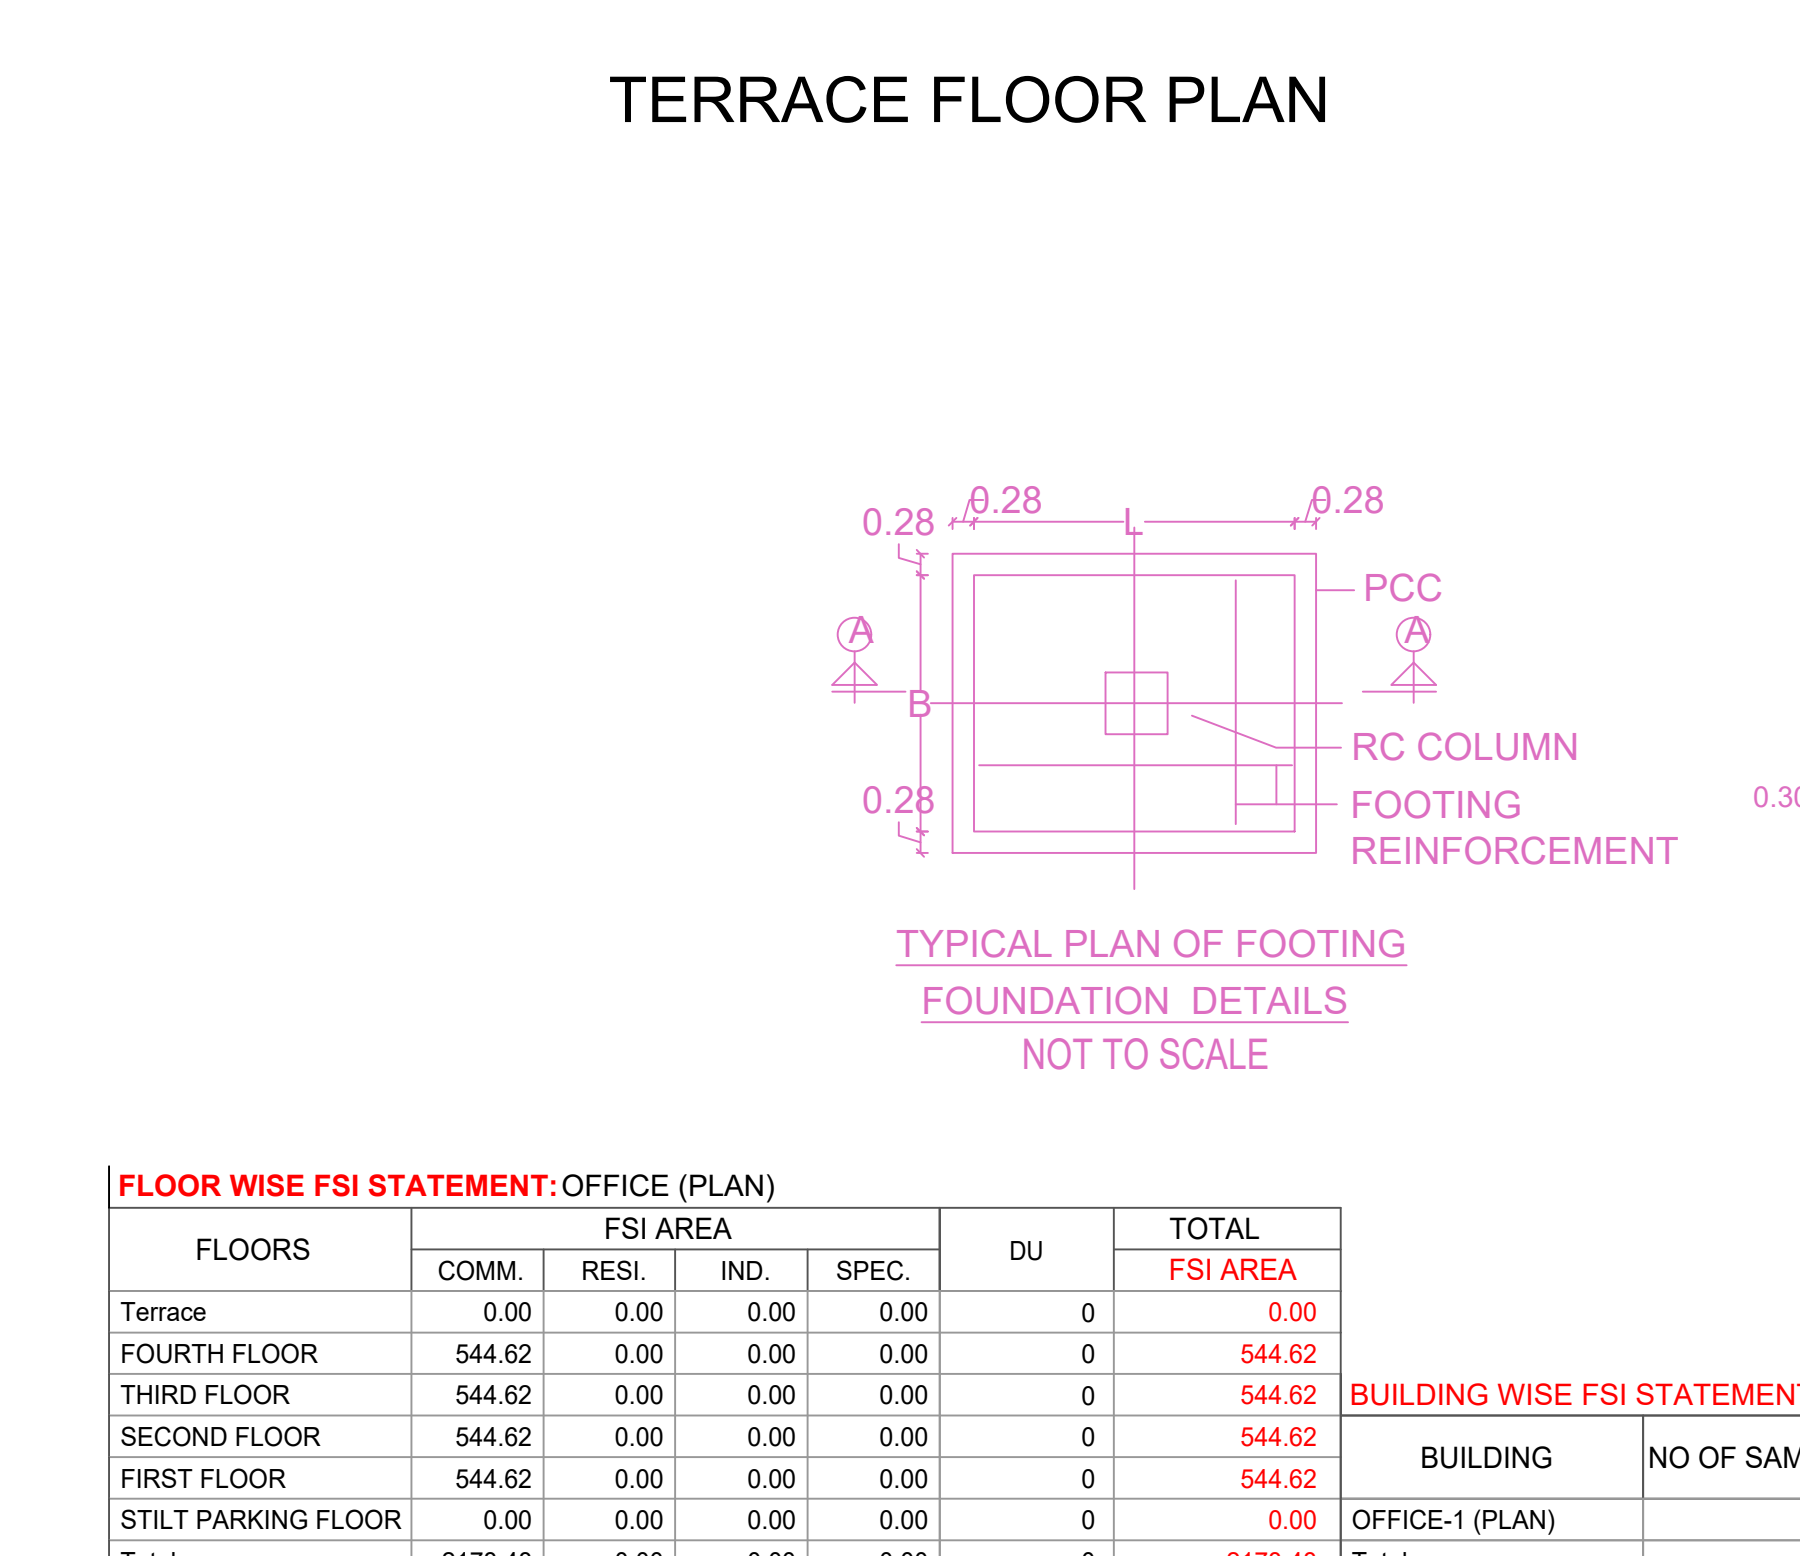 TERRACE FLOOR PLAN
0.28 0.28 L 0.28
PCC
A A
B
RC COLUMN
0.28 FOOTING
REINFORCEMENT
TYPICAL PLAN OF FOOTING
FOUNDATION DETAILS
NOT TO SCALE
FLOOR WISE FSI STATEMENT: OFFICE (PLAN)
FLOORS FSI AREA DU TOTAL
COMM. RESI. IND. SPEC. FSI AREA
Terrace 0.00 0.00 0.00 0.00 0 0.00
FOURTH FLOOR 544.62 0.00 0.00 0.00 0 544.62
THIRD FLOOR 544.62 0.00 0.00 0.00 0 544.62
SECOND FLOOR 544.62 0.00 0.00 0.00 0 544.62
FIRST FLOOR 544.62 0.00 0.00 0.00 0 544.62
STILT PARKING FLOOR 0.00 0.00 0.00 0.00 0 0.00
BUILDING WISE FSI STATEMENT
BUILDING NO OF SAM
OFFICE-1 (PLAN)